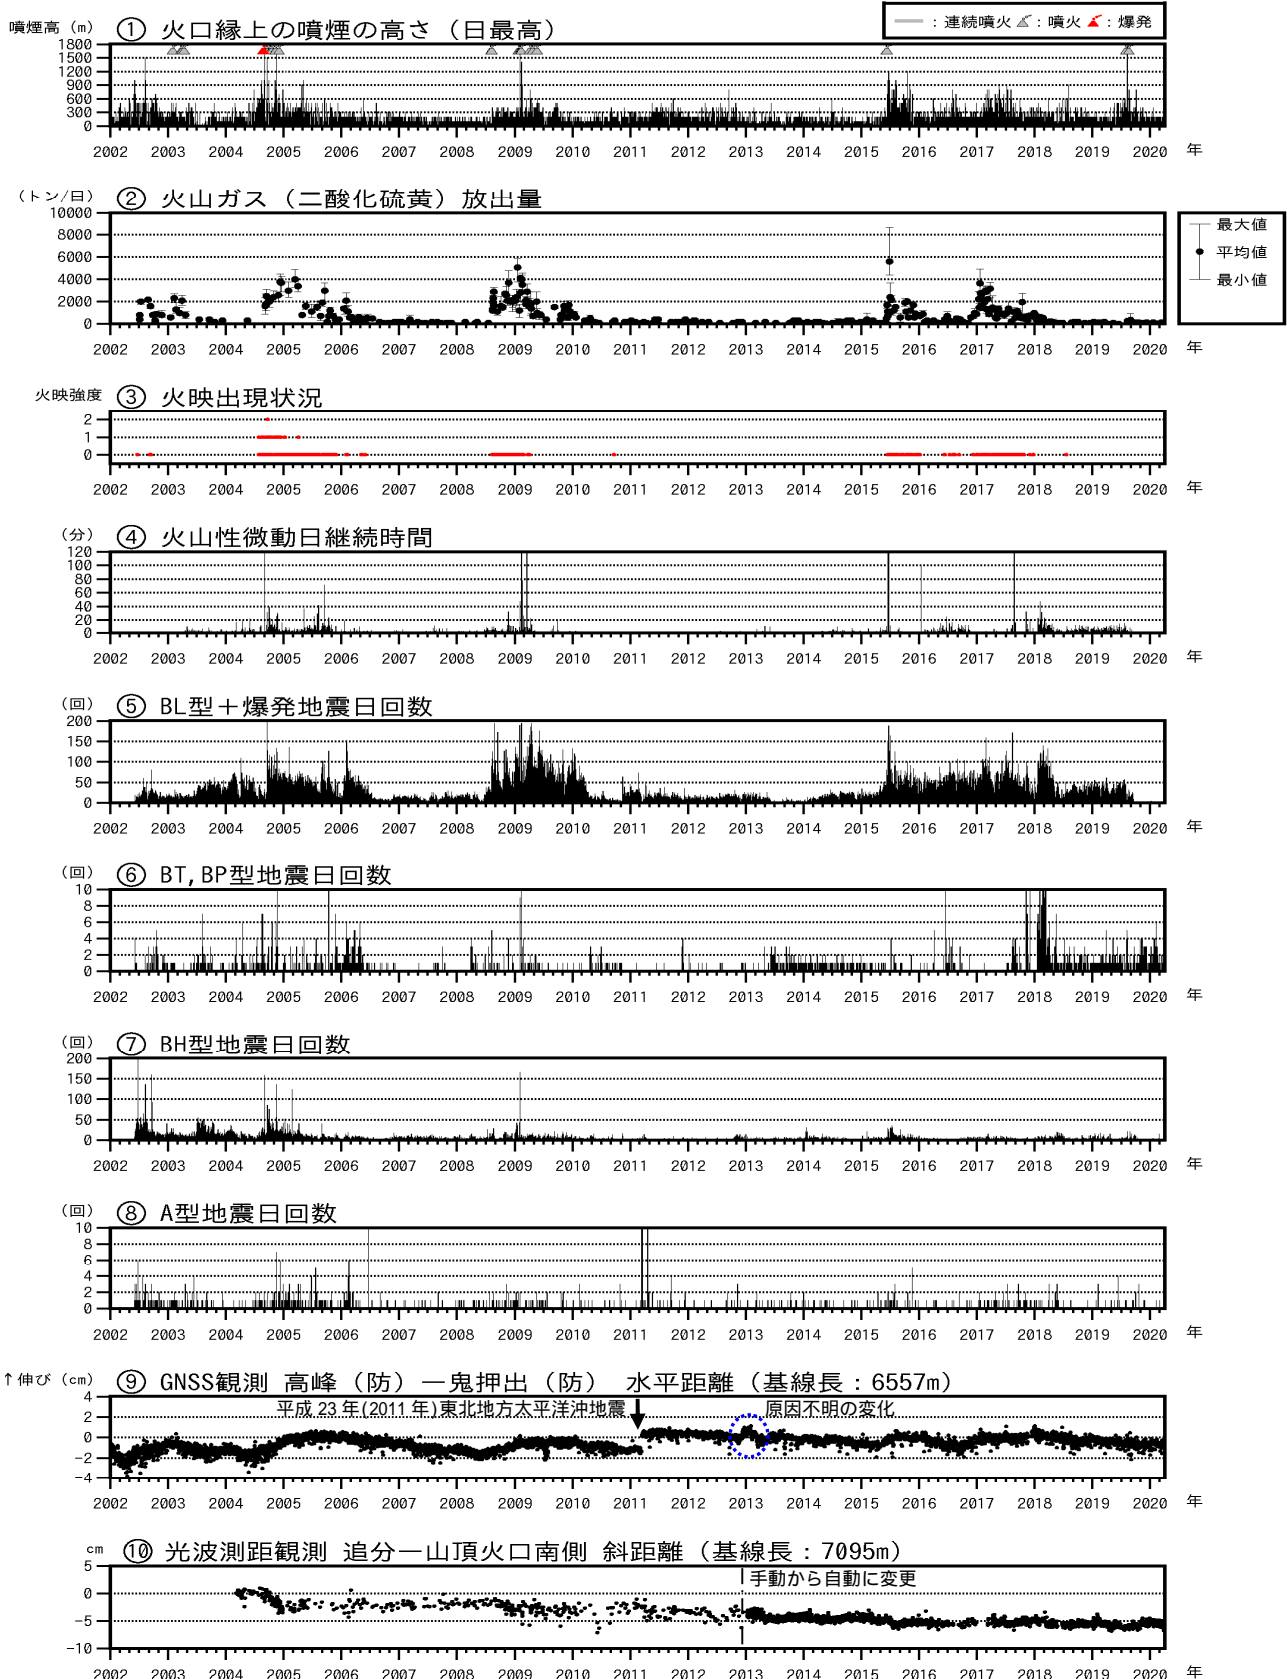 ── : 連続噴火 : 噴火 : 爆発
噴煙高 (m) ① 火口縁上の噴煙の高さ (日最高)
1800
1500
1200
900
600
300
0
2002 2003 2004 2005 2006 2007 2008 2009 2010 2011 2012 2013 2014 2015 2016 2017 2018 2019 2020 年
(トン/日) ② 火山ガス (二酸化硫黄) 放出量
10000
8000
6000
4000
2000
0
最大値
平均値
最小値
2002 2003 2004 2005 2006 2007 2008 2009 2010 2011 2012 2013 2014 2015 2016 2017 2018 2019 2020 年
火映強度 ③ 火映出現状況
2
1
0
2002 2003 2004 2005 2006 2007 2008 2009 2010 2011 2012 2013 2014 2015 2016 2017 2018 2019 2020 年
(分) ④ 火山性微動日継続時間
120
100
80
60
40
20
0
2002 2003 2004 2005 2006 2007 2008 2009 2010 2011 2012 2013 2014 2015 2016 2017 2018 2019 2020 年
(回) ⑤ BL型+爆発地震日回数
200
150
100
50
0
2002 2003 2004 2005 2006 2007 2008 2009 2010 2011 2012 2013 2014 2015 2016 2017 2018 2019 2020 年
(回) ⑥ BT,BP型地震日回数
10
8
6
4
2
0
2002 2003 2004 2005 2006 2007 2008 2009 2010 2011 2012 2013 2014 2015 2016 2017 2018 2019 2020 年
(回) ⑦ BH型地震日回数
200
150
100
50
0
2002 2003 2004 2005 2006 2007 2008 2009 2010 2011 2012 2013 2014 2015 2016 2017 2018 2019 2020 年
(回) ⑧ A型地震日回数
10
8
6
4
2
0
2002 2003 2004 2005 2006 2007 2008 2009 2010 2011 2012 2013 2014 2015 2016 2017 2018 2019 2020 年
↑伸び (cm) ⑨ GNSS観測 高峰 (防) ―鬼押出 (防) 水平距離 (基線長 : 6557m)
平成 23 年(2011 年)東北地方太平洋沖地震 原因不明の変化
4
2
0
-2
-4
2002 2003 2004 2005 2006 2007 2008 2009 2010 2011 2012 2013 2014 2015 2016 2017 2018 2019 2020 年
cm ⑩ 光波測距観測 追分―山頂火口南側 斜距離 (基線長 : 7095m)
手動から自動に変更
5
0
-5
-10
2002 2003 2004 2005 2006 2007 2008 2009 2010 2011 2012 2013 2014 2015 2016 2017 2018 2019 2020 年